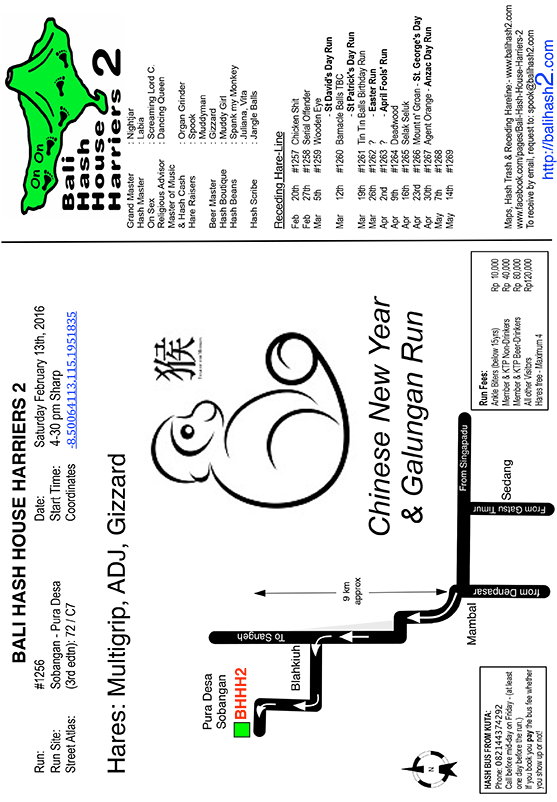 BALI HASH HOUSE HARRIERS 2
Run: #1256 Date: Saturday February 13th, 2016
Run Site: Sobangan - Pura Desa Start Time: 4-30 pm Sharp
Street Atlas: (3rd edtn): 72 / C7 Coordinates -8.50064113,115.1951835
Hares: Multigrip, ADJ, Gizzard
猴
Chinese New Year
& Galungan Run
Pura Desa
Sobangan
BHHH2
Blahkiuh
To Sangeh
9 km
approx
Mambal
from Denpasar
From Gatsu Timur
Sedang
From Singapadu
N
HASH BUS FROM KUTA:
Phone: 082144374292
Call before mid-day on Friday - (at least
one day before the run.)
If you book you pay the bus fee whether
you show up or not!
Run Fees:
Ankle Biters (below 15yrs) Rp 10,000
Member & KTP Non-Drinkers Rp 40,000
Member & KTP Beer-Drinkers Rp 80,000
All other Visitors Rp120,000
Hares free - Maximum 4
On On
Bali
Hash
House
Harriers 2
Grand Master : Nightjar
Hash Master : Labia
On Sex : Screaming Lord C.
Religious Advisor : Dancing Queen
Master of Music
& Hash Cash : Organ Grinder
Hare Raisers : Spook
: Muddyman
Beer Master : Gizzard
Hash Boutique : Muddy Girl
Hash Beans : Spank my Monkey
: Juliana, Vita
Hash Scribe : Jangle Balls
Receding Hare-Line
Feb 20th #1257 Chicken Shit
Feb 27th #1258 Serial Offender
Mar 5th #1259 Wooden Eye
- St David's Day Run
Mar 12th #1260 Barnacle Balls TBC
- St Patrick's Day Run
Mar 19th #1261 Tin Tin Balls Birthday Run
Mar 26th #1262 ? - Easter Run
Apr 2nd #1263 ? - April Fools' Run
Apr 9th #1264 Deadwood
Apr 16th #1265 Selak Seluk
Apr 23rd #1266 Mount n' Groan - St. George's Day
Apr 30th #1267 Agent Orange - Anzac Day Run
May 7th #1268
May 14th #1269
Maps, Hash Trash & Receding Hareline:- www.balihash2.com
www.facebook.com/pages/Bali-Hash-House-Harriers-2
To receive by email, request to: spook@balihash2.com
http://balihash2.com